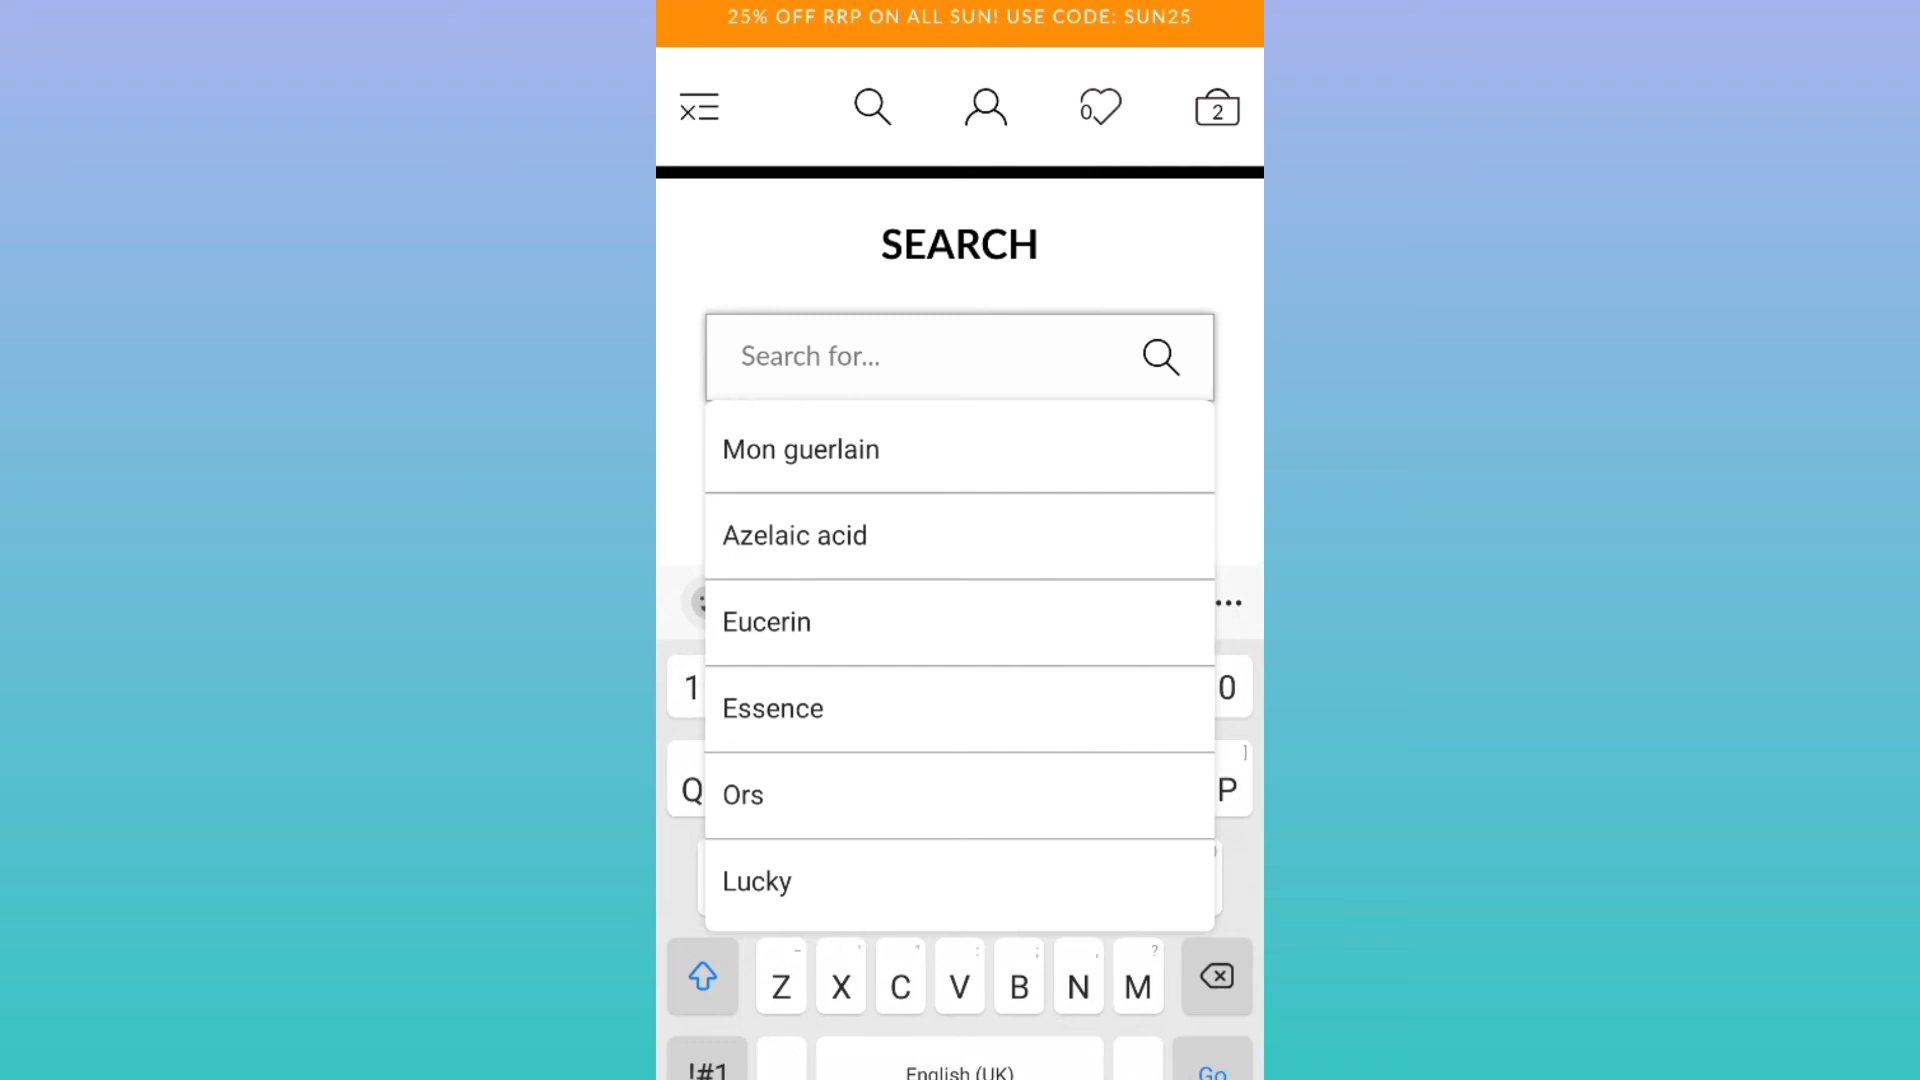 25% OFF RRP ON ALL SUN! USE CODE: SUN25
0
2
SEARCH
Search for...
Mon guerlain
Azelaic acid
Eucerin
Essence
Ors
Lucky
1 0
Q P ]
Z X C V B N M ?
!#1 English (UK) Go